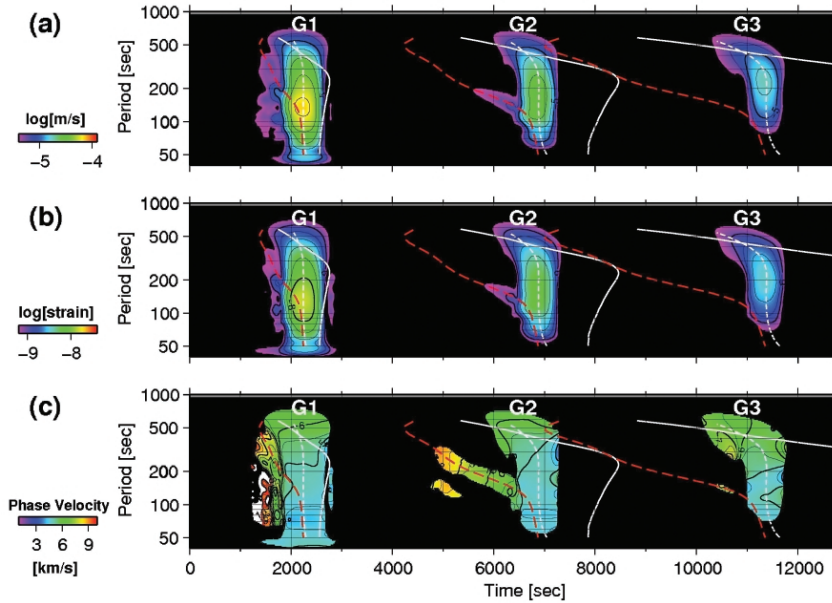 (a)
G1 G2 G3
Period [sec]
1000
500
200
100
50
log[m/s]
−5 −4
(b)
G1 G2 G3
Period [sec]
1000
500
200
100
50
log[strain]
−9 −8
(c)
G1 G2 G3
Period [sec]
1000
500
200
100
50
Phase Velocity
3 6 9
[km/s]
0 2000 4000 6000 8000 10000 12000
Time [sec]